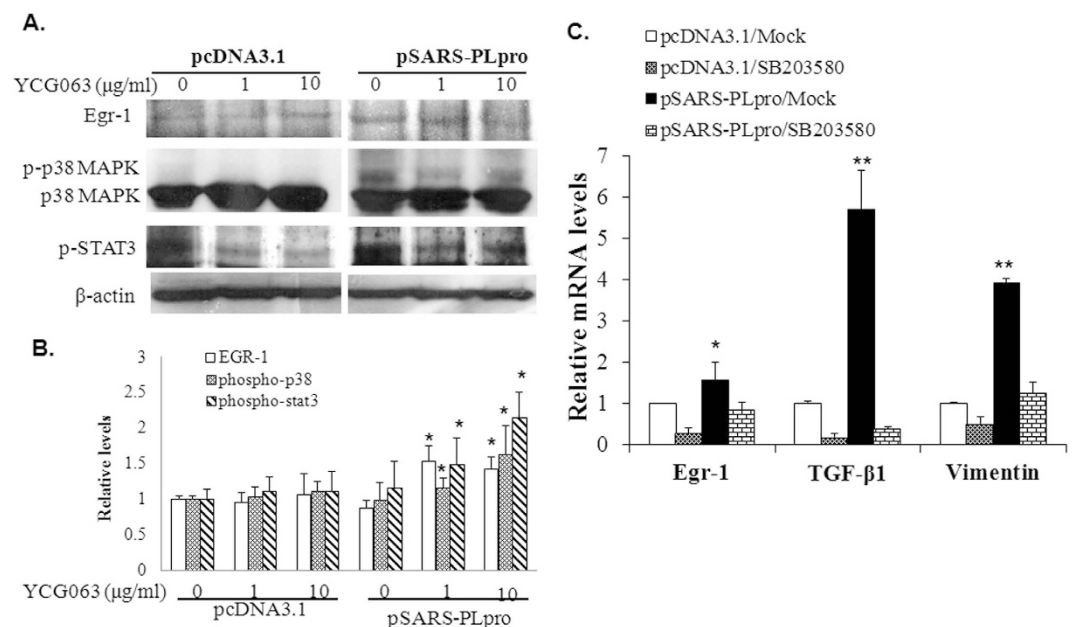 A.
pcDNA3.1 pSARS-PLpro
YCG063 (µg/ml) 0 1 10 0 1 10
Egr-1
p-p38 MAPK
p38 MAPK
p-STAT3
β-actin
B.
3
2.5
2
1.5
1
0.5
0
Relative levels
EGR-1
phospho-p38
phospho-stat3
* * * * * *
YCG063 (µg/ml) 0 1 10 0 1 10
pcDNA3.1 pSARS-PLpro
C.
pcDNA3.1/Mock
pcDNA3.1/SB203580
pSARS-PLpro/Mock
pSARS-PLpro/SB203580
Relative mRNA levels
7
6
5
4
3
2
1
0
* ** **
Egr-1 TGF-β1 Vimentin